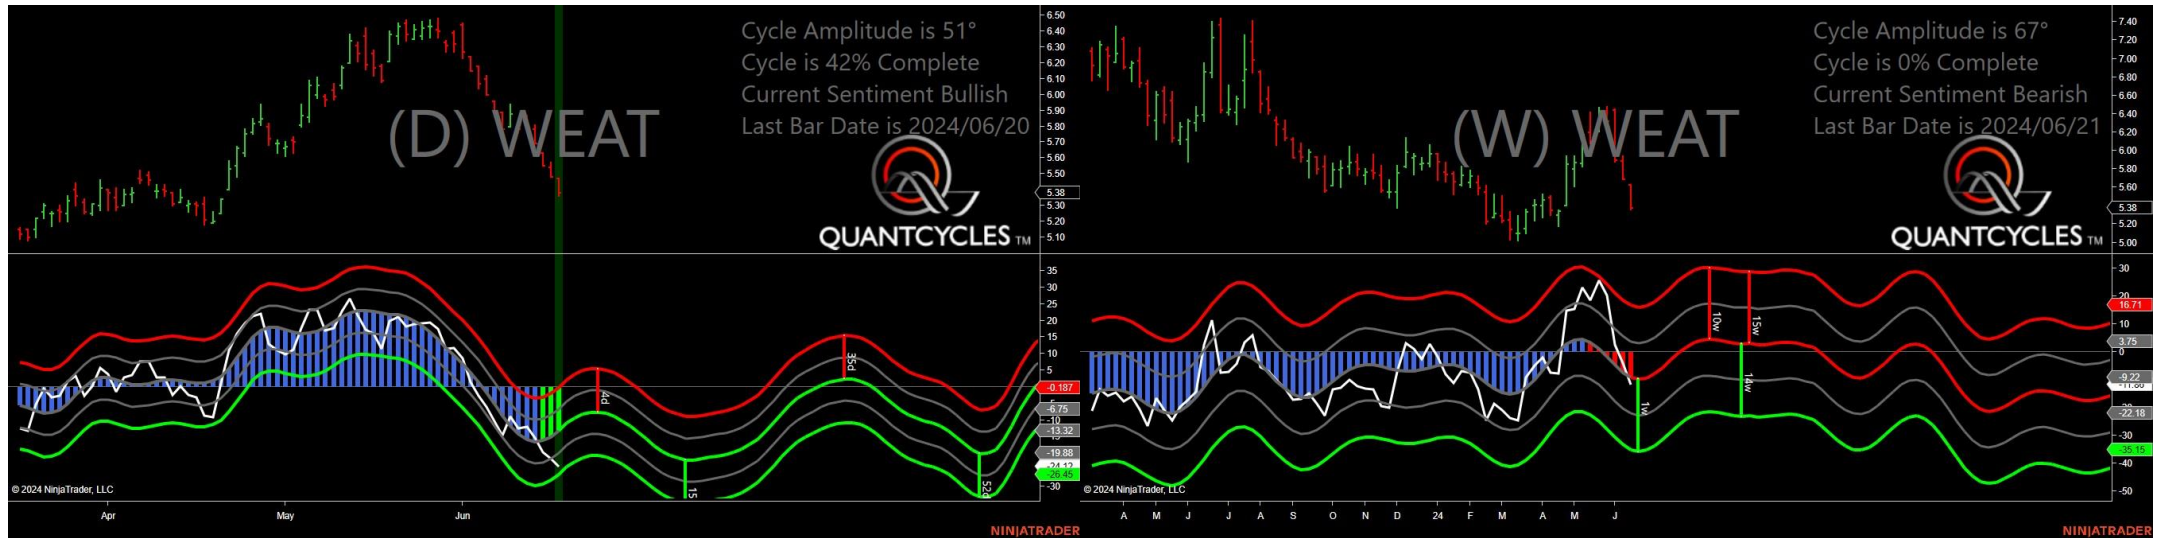 Cycle Amplitude is 51°
Cycle is 42% Complete
Current Sentiment Bullish
Last Bar Date is 2024/06/20
(D) WEAT
QUANTCYCLES TM
6.50
6.40
6.30
6.20
6.10
6.00
5.90
5.80
5.70
5.60
5.50
5.38
5.30
5.20
5.10
35
30
25
20
15
10
5
-0.187
-6.75
-10
-13.32
-19.88
-24.12
-26.45
-30
4d
15
35d
52d
© 2024 NinjaTrader, LLC
Apr
May
Jun
NINJATRADER
Cycle Amplitude is 67°
Cycle is 0% Complete
Current Sentiment Bearish
Last Bar Date is 2024/06/21
(W) WEAT
QUANTCYCLES TM
7.40
7.20
7.00
6.80
6.60
6.40
6.20
6.00
5.80
5.60
5.38
5.20
5.00
30
20
16.71
10
3.75
0
-9.22
-11.80
-22.18
-30
-35.15
-40
-50
1w
10w
14w
15w
© 2024 NinjaTrader, LLC
A
M
J
J
A
S
O
N
D
24
F
M
A
M
J
NINJATRADER